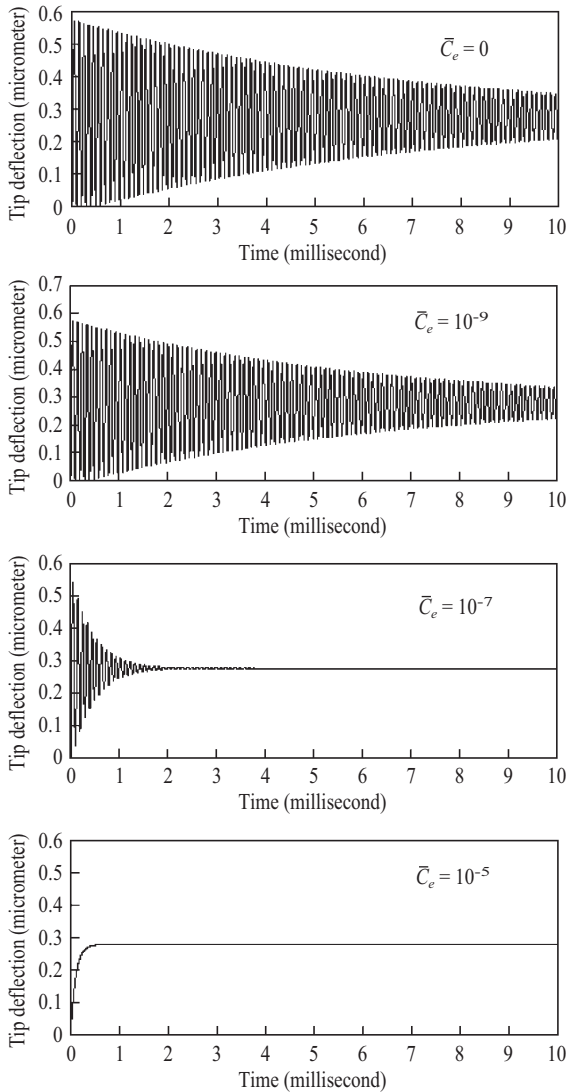 0.6
0.5
0.4
0.3
0.2
0.1
0
Tip deflection (micrometer)
C̅e = 0
0 1 2 3 4 5 6 7 8 9 10
Time (millisecond)
0.7
0.6
0.5
0.4
0.3
0.2
0.1
0
Tip deflection (micrometer)
C̅e = 10⁻⁹
0 1 2 3 4 5 6 7 8 9 10
Time (millisecond)
0.6
0.5
0.4
0.3
0.2
0.1
0
Tip deflection (micrometer)
C̅e = 10⁻⁷
0 1 2 3 4 5 6 7 8 9 10
Time (millisecond)
0.6
0.5
0.4
0.3
0.2
0.1
0
Tip deflection (micrometer)
C̅e = 10⁻⁵
0 1 2 3 4 5 6 7 8 9 10
Time (millisecond)